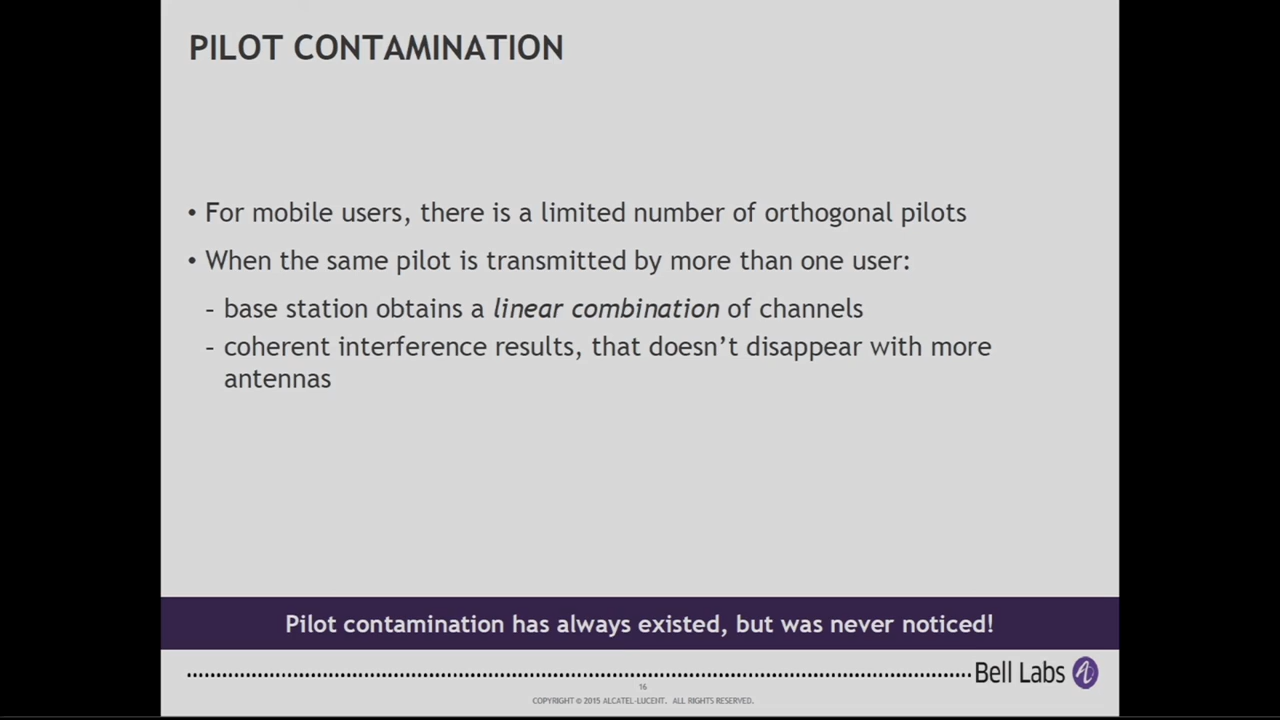 PILOT CONTAMINATION
• For mobile users, there is a limited number of orthogonal pilots
• When the same pilot is transmitted by more than one user:
– base station obtains a linear combination of channels
– coherent interference results, that doesn't disappear with more
antennas
Pilot contamination has always existed, but was never noticed!
Bell Labs
16
COPYRIGHT © 2015 ALCATEL-LUCENT. ALL RIGHTS RESERVED.